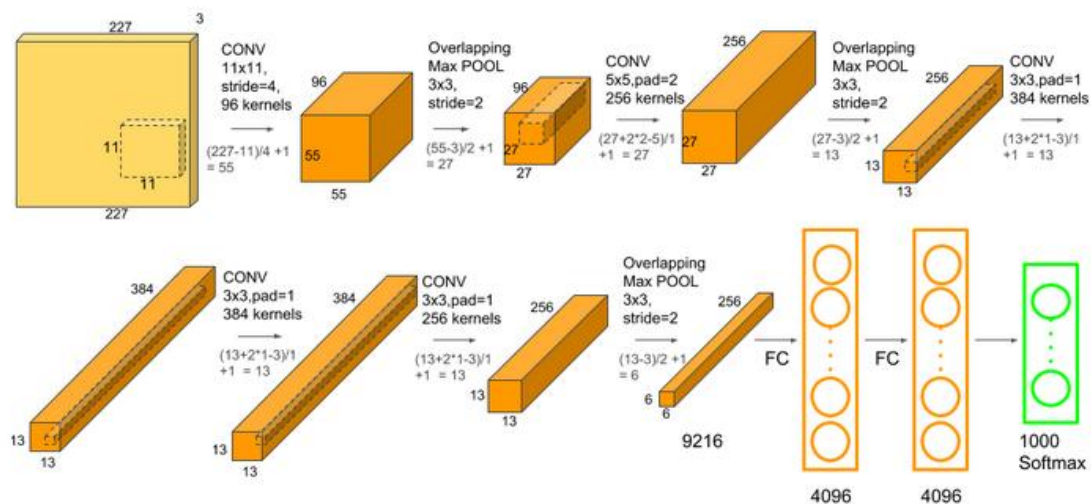 227
3
CONV
11x11,
stride=4,
96 kernels
11
11
(227-11)/4 +1
= 55
227
96
55
55
Overlapping
Max POOL
3x3,
stride=2
(55-3)/2 +1
= 27
96
27
27
CONV
5x5,pad=2
256 kernels
(27+2*2-5)/1
+1 = 27
256
27
27
Overlapping
Max POOL
3x3,
stride=2
(27-3)/2 +1
= 13
256
13
13
CONV
3x3,pad=1
384 kernels
(13+2*1-3)/1
+1 = 13
384
13
13
CONV
3x3,pad=1
384 kernels
(13+2*1-3)/1
+1 = 13
384
13
13
CONV
3x3,pad=1
256 kernels
(13+2*1-3)/1
+1 = 13
256
13
13
Overlapping
Max POOL
3x3,
stride=2
(13-3)/2 +1
= 6
256
6
6
9216
FC
4096
FC
4096
1000
Softmax